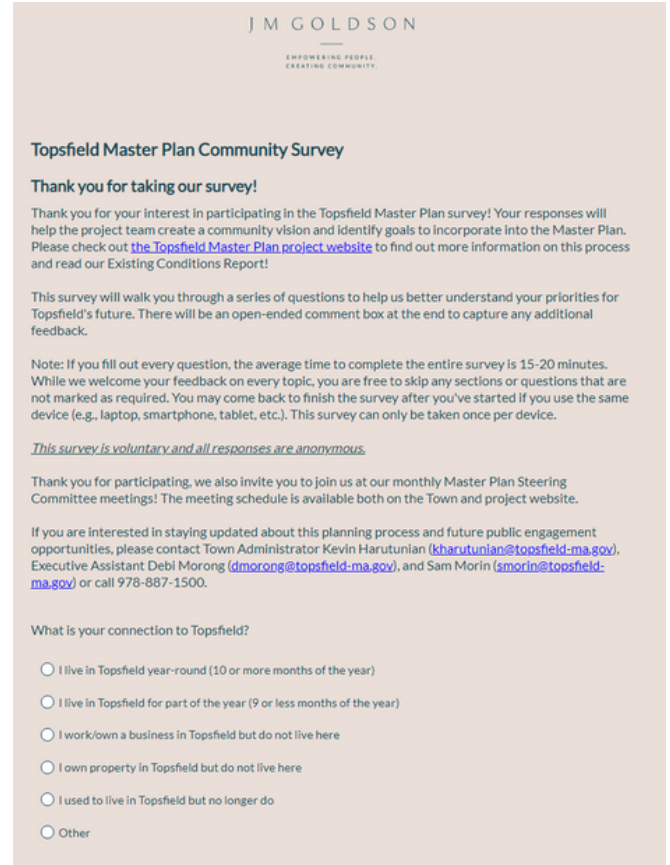 J M GOLDSON
EMPOWERING PEOPLE.
CREATING COMMUNITY.
Topsfield Master Plan Community Survey
Thank you for taking our survey!
Thank you for your interest in participating in the Topsfield Master Plan survey! Your responses will
help the project team create a community vision and identify goals to incorporate into the Master Plan.
Please check out the Topsfield Master Plan project website to find out more information on this process
and read our Existing Conditions Report!
This survey will walk you through a series of questions to help us better understand your priorities for
Topsfield's future. There will be an open-ended comment box at the end to capture any additional
feedback.
Note: If you fill out every question, the average time to complete the entire survey is 15-20 minutes.
While we welcome your feedback on every topic, you are free to skip any sections or questions that are
not marked as required. You may come back to finish the survey after you've started if you use the same
device (e.g., laptop, smartphone, tablet, etc.). This survey can only be taken once per device.
This survey is voluntary and all responses are anonymous.
Thank you for participating, we also invite you to join us at our monthly Master Plan Steering
Committee meetings! The meeting schedule is available both on the Town and project website.
If you are interested in staying updated about this planning process and future public engagement
opportunities, please contact Town Administrator Kevin Harutunian (kharutunian@topsfield-ma.gov),
Executive Assistant Debi Morong (dmorong@topsfield-ma.gov), and Sam Morin (smorin@topsfield-
ma.gov) or call 978-887-1500.
What is your connection to Topsfield?
I live in Topsfield year-round (10 or more months of the year)
I live in Topsfield for part of the year (9 or less months of the year)
I work/own a business in Topsfield but do not live here
I own property in Topsfield but do not live here
I used to live in Topsfield but no longer do
Other